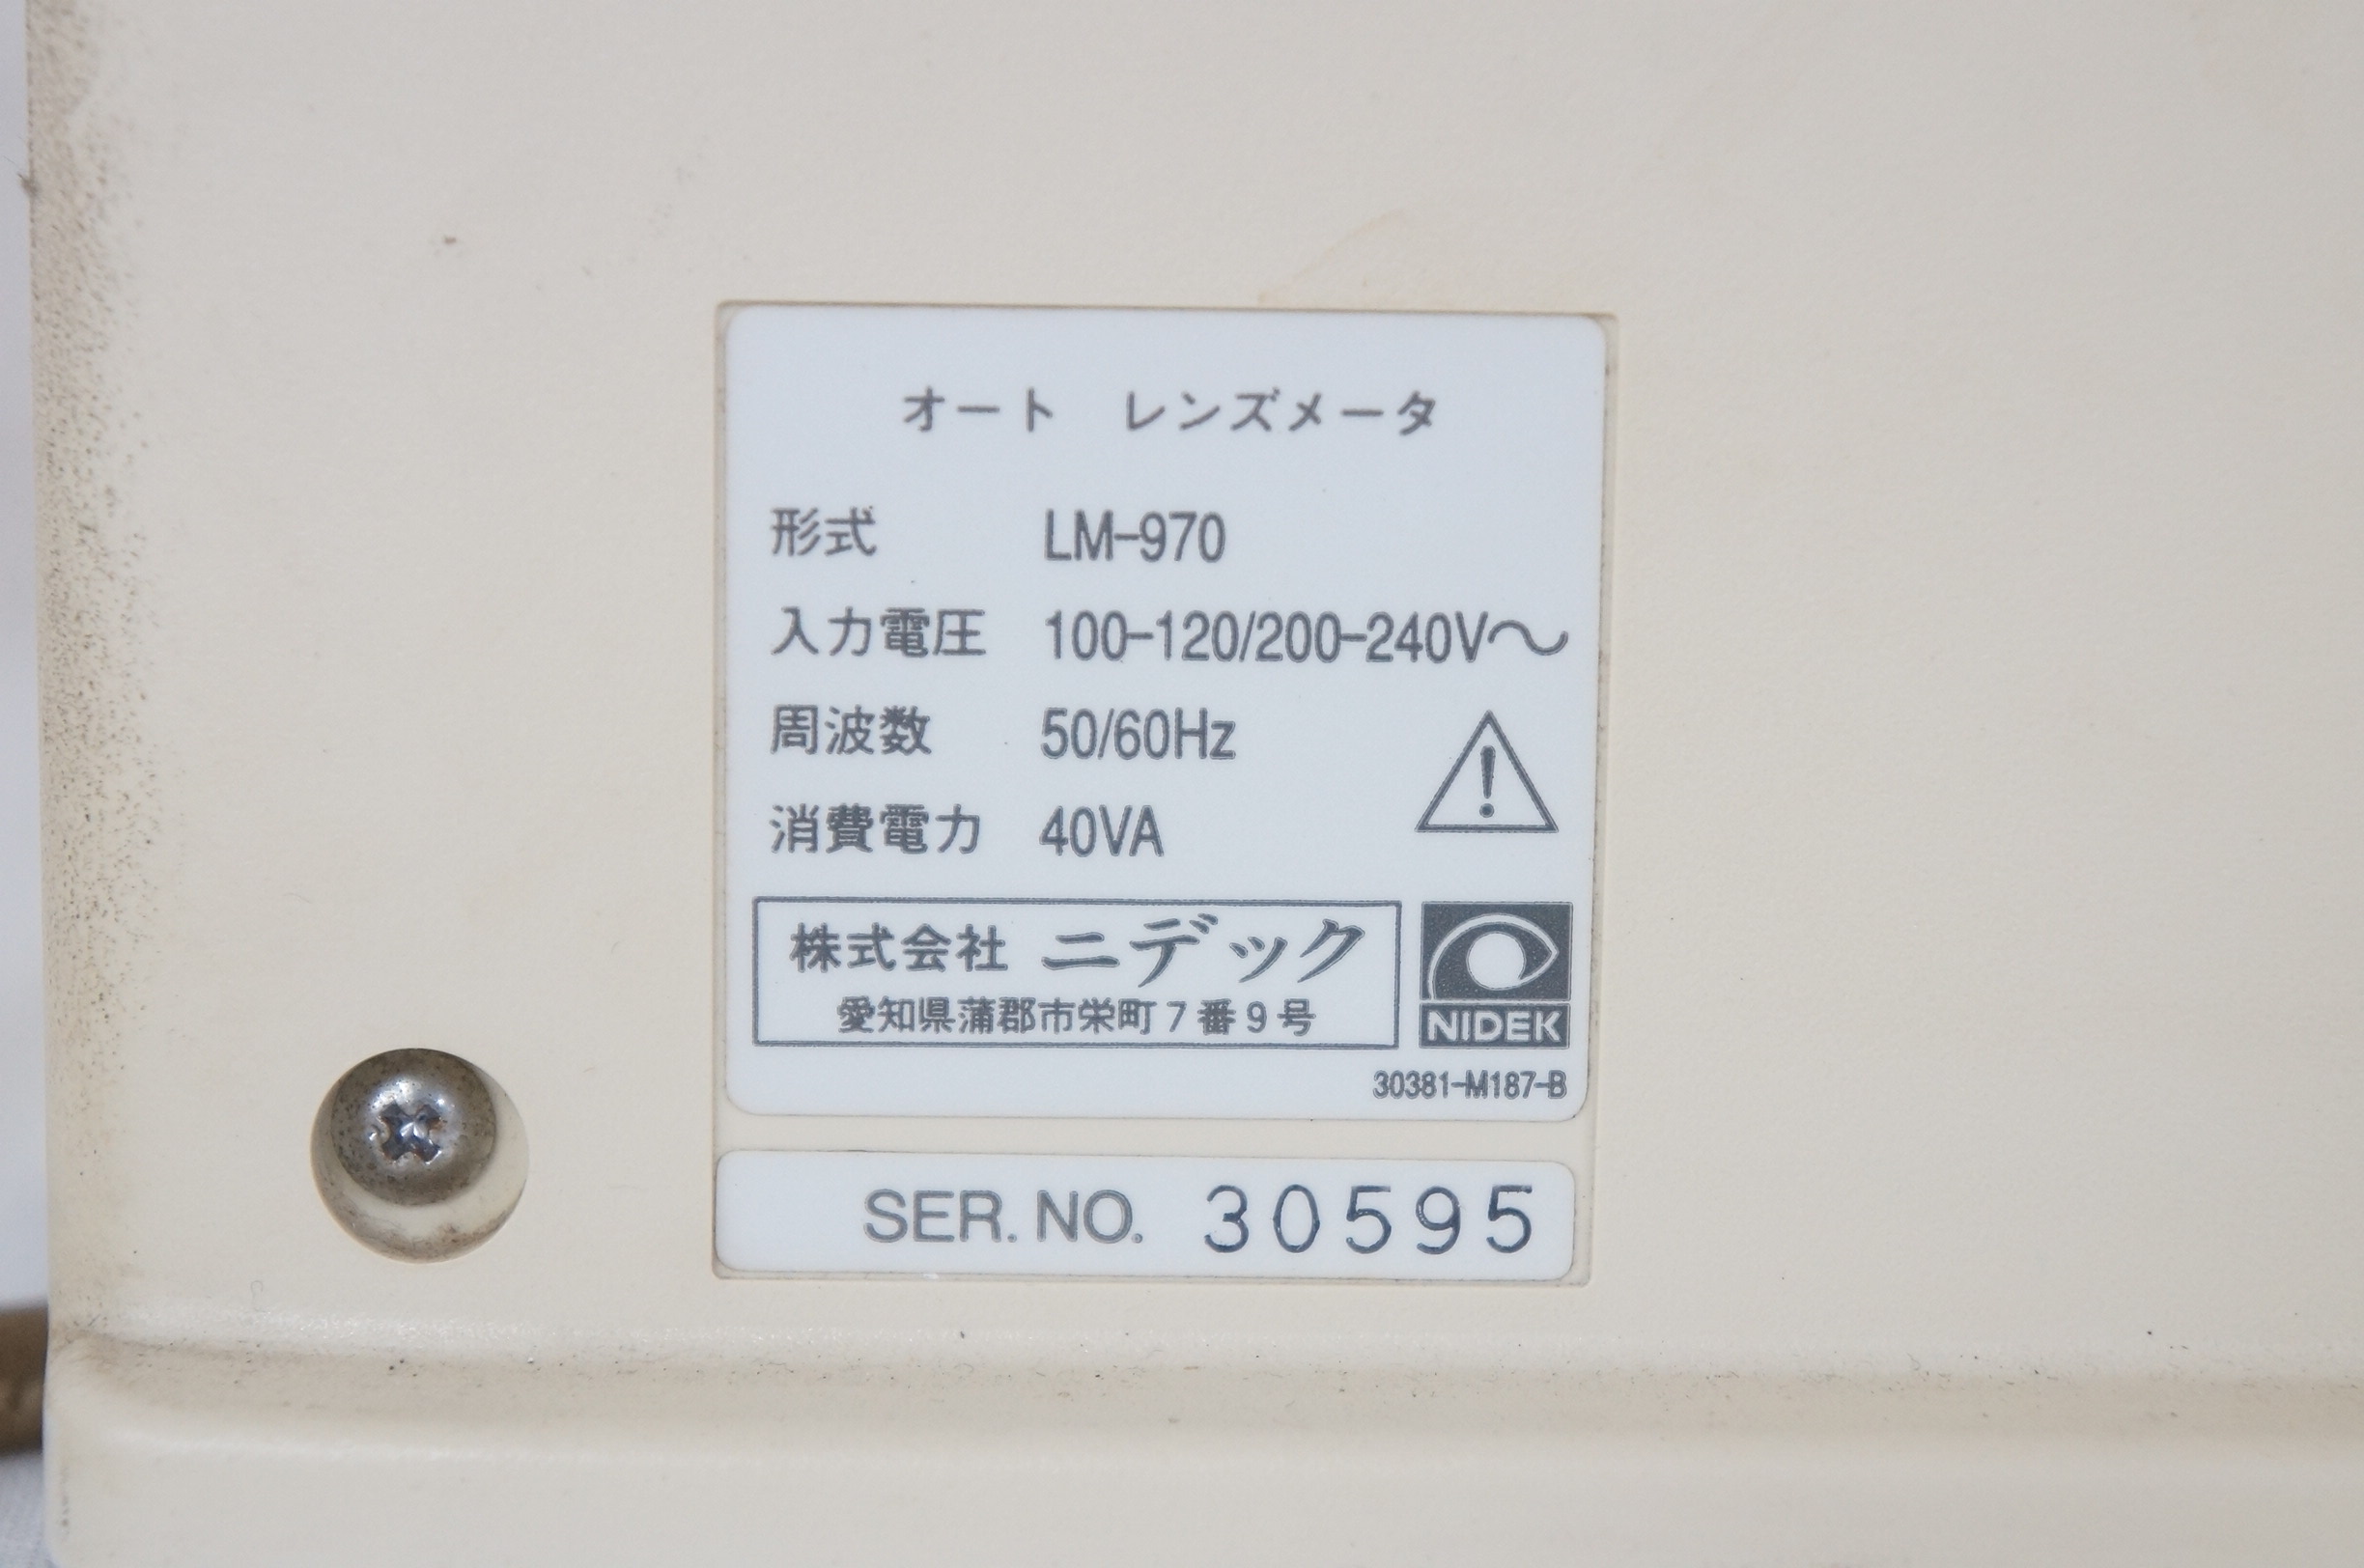 オート レンズメータ
形式 LM-970
入力電圧 100-120/200-240V～
周波数 50/60Hz
消費電力 40VA
株式会社 ニデック
愛知県蒲郡市栄町7番9号
NIDEK
30381-M187-B
SER. NO. 30595